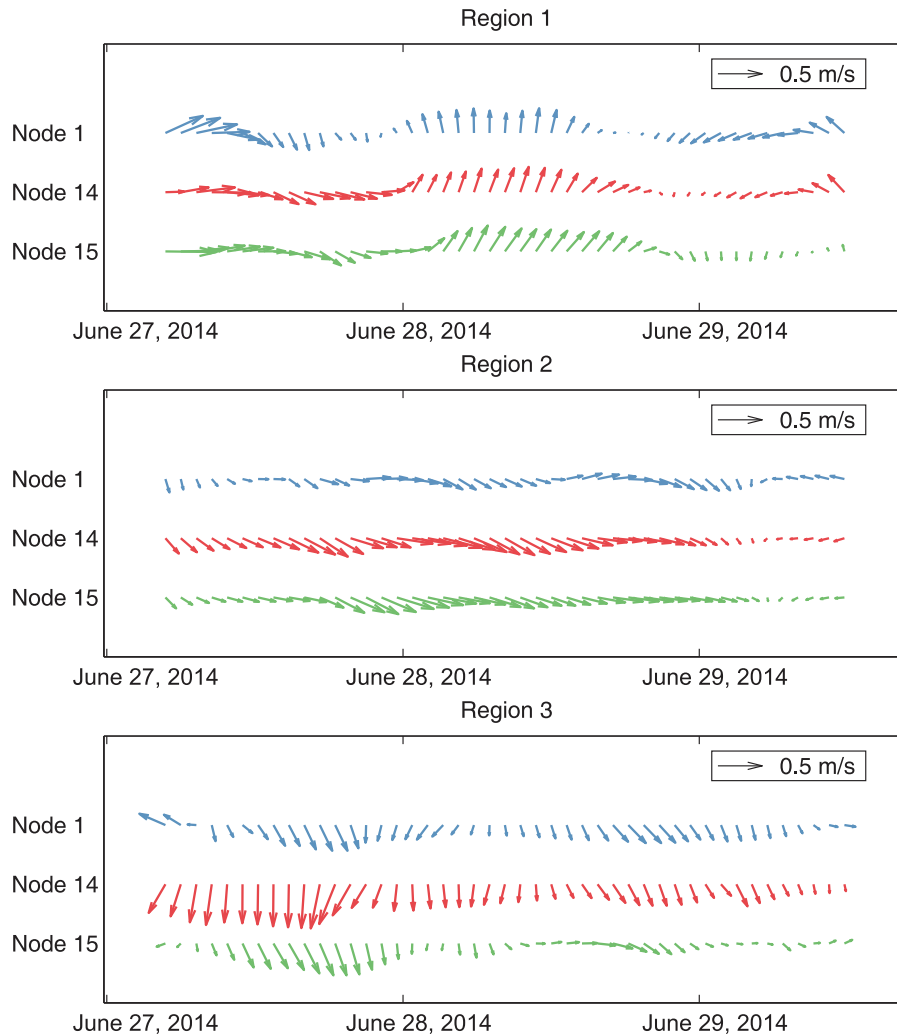 Region 1
0.5 m/s
Node 1
Node 14
Node 15
June 27, 2014 June 28, 2014 June 29, 2014
Region 2
0.5 m/s
Node 1
Node 14
Node 15
June 27, 2014 June 28, 2014 June 29, 2014
Region 3
0.5 m/s
Node 1
Node 14
Node 15
June 27, 2014 June 28, 2014 June 29, 2014